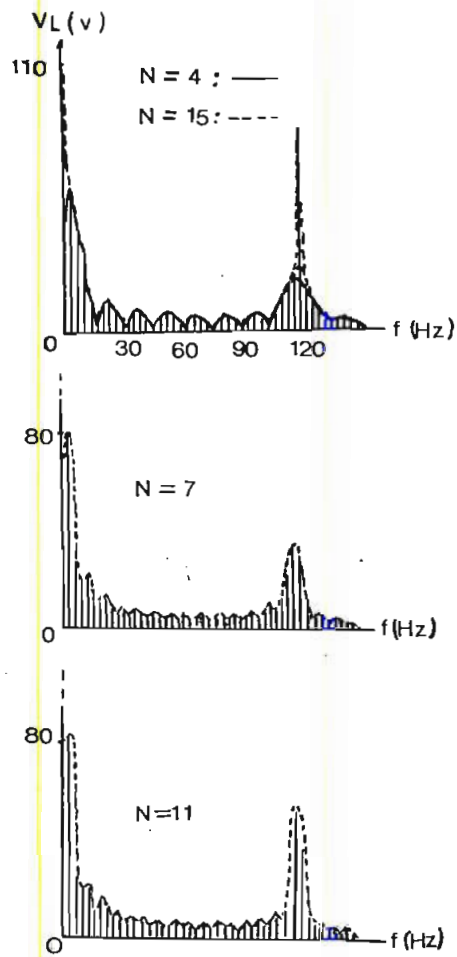 VL (v)
110
N = 4 : ——
N = 15 : ----
0 30 60 90 120 f (Hz)
80
N = 7
0 f (Hz)
80
N=11
0 f (Hz)